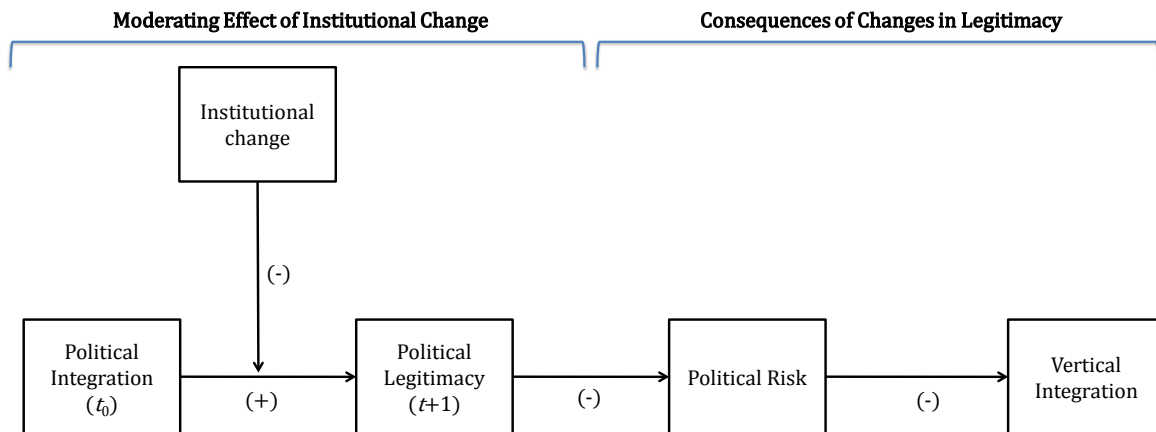 Moderating Effect of Institutional Change
Consequences of Changes in Legitimacy
Institutional
change
(-)
Political
Integration
(t₀)
(+)
Political
Legitimacy
(t+1)
(-)
Political Risk
(-)
Vertical
Integration